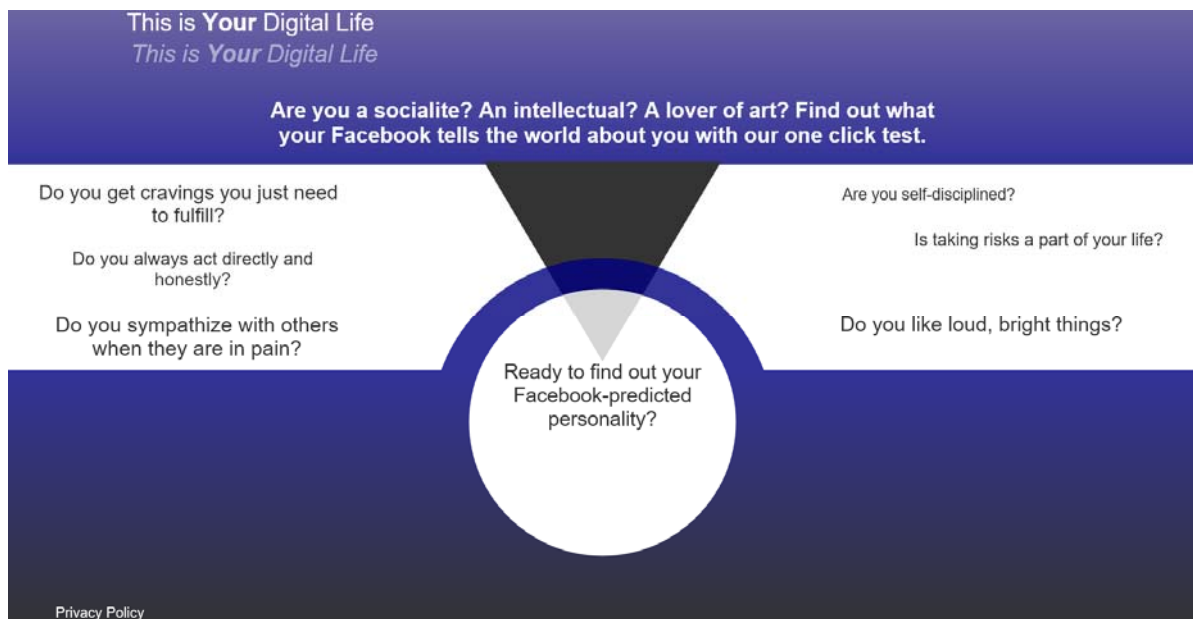 This is Your Digital Life
This is Your Digital Life
Are you a socialite? An intellectual? A lover of art? Find out what
your Facebook tells the world about you with our one click test.
Do you get cravings you just need
to fulfill?
Do you always act directly and
honestly?
Do you sympathize with others
when they are in pain?
Are you self-disciplined?
Is taking risks a part of your life?
Do you like loud, bright things?
Ready to find out your
Facebook-predicted
personality?
Privacy Policy